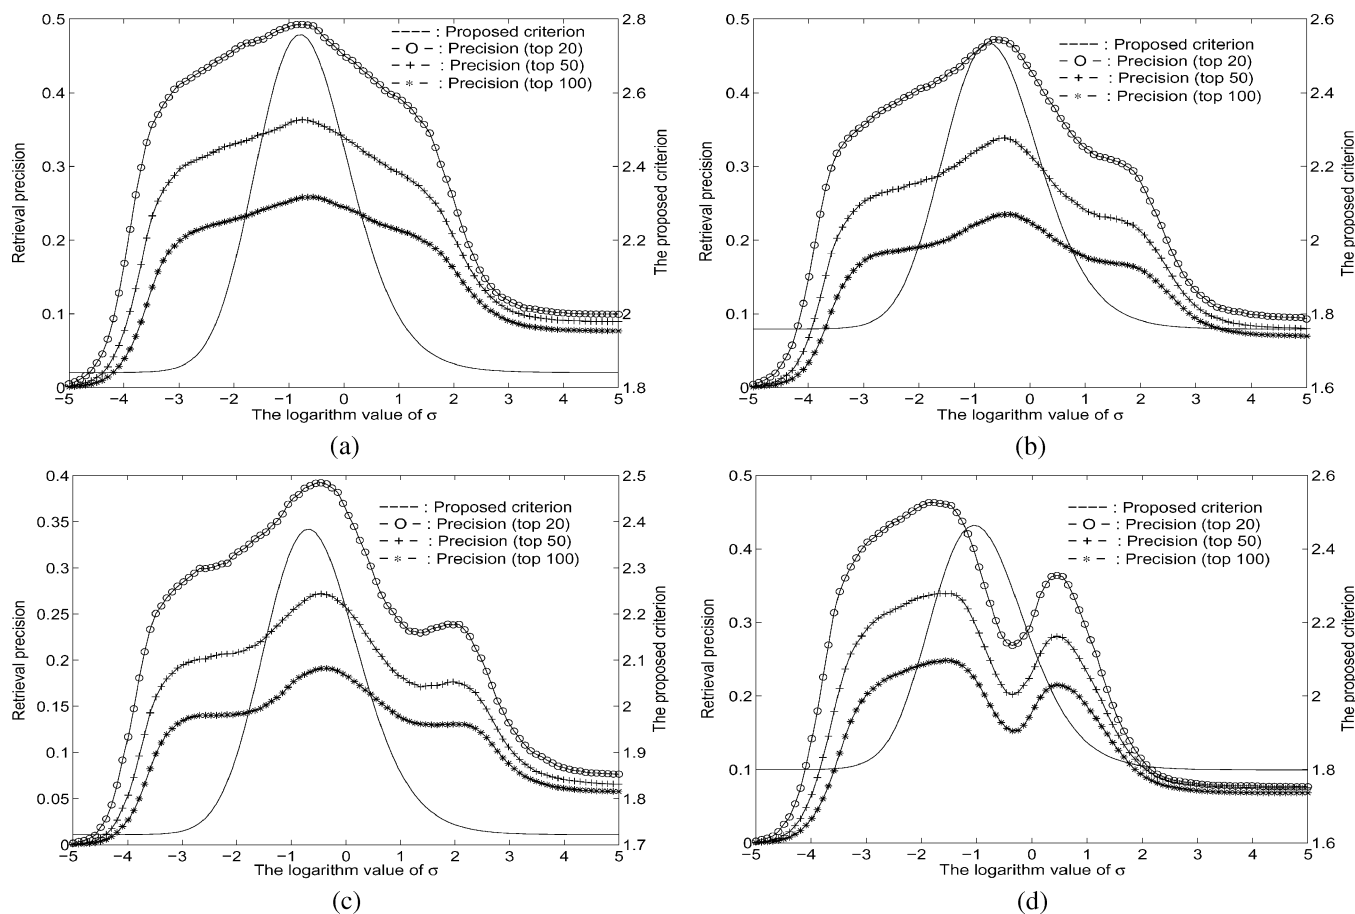 0.5
0.4
0.3
0.2
0.1
0
Retrieval precision
2.8
2.6
2.4
2.2
2
1.8
The proposed criterion
---- : Proposed criterion
– O – : Precision (top 20)
– + – : Precision (top 50)
– * – : Precision (top 100)
−5 −4 −3 −2 −1 0 1 2 3 4 5
The logarithm value of σ
(a)
0.5
0.4
0.3
0.2
0.1
0
Retrieval precision
2.6
2.4
2.2
2
1.8
1.6
The proposed criterion
---- : Proposed criterion
– O – : Precision (top 20)
– + – : Precision (top 50)
– * – : Precision (top 100)
−5 −4 −3 −2 −1 0 1 2 3 4 5
The logarithm value of σ
(b)
0.4
0.35
0.3
0.25
0.2
0.15
0.1
0.05
0
Retrieval precision
2.5
2.4
2.3
2.2
2.1
2
1.9
1.8
1.7
The proposed criterion
---- : Proposed criterion
– O – : Precision (top 20)
– + – : Precision (top 50)
– * – : Precision (top 100)
−5 −4 −3 −2 −1 0 1 2 3 4 5
The logarithm value of σ
(c)
0.5
0.4
0.3
0.2
0.1
0
Retrieval precision
2.6
2.4
2.2
2
1.8
1.6
The proposed criterion
---- : Proposed criterion
– O – : Precision (top 20)
– + – : Precision (top 50)
– * – : Precision (top 100)
−5 −4 −3 −2 −1 0 1 2 3 4 5
The logarithm value of σ
(d)